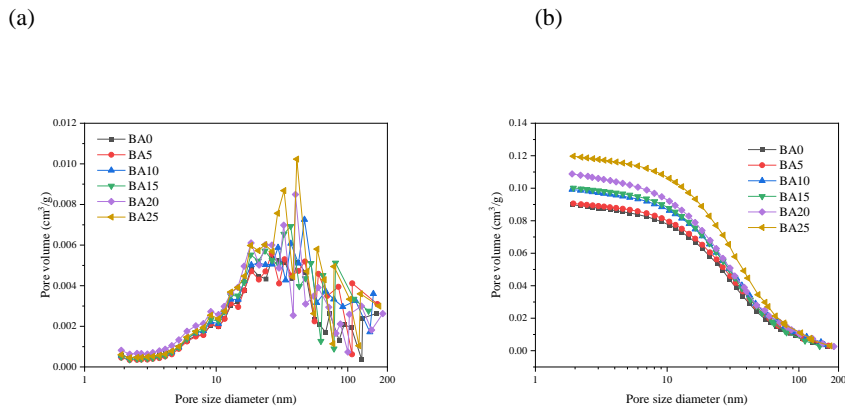 (a)
(b)
0.012
0.010
0.008
0.006
0.004
0.002
0.000
Pore volume (cm³/g)
BA0
BA5
BA10
BA15
BA20
BA25
1
10
100
200
Pore size diameter (nm)
0.14
0.12
0.10
0.08
0.06
0.04
0.02
0.00
Pore volume (cm³/g)
BA0
BA5
BA10
BA15
BA20
BA25
1
10
100
200
Pore size diameter (nm)